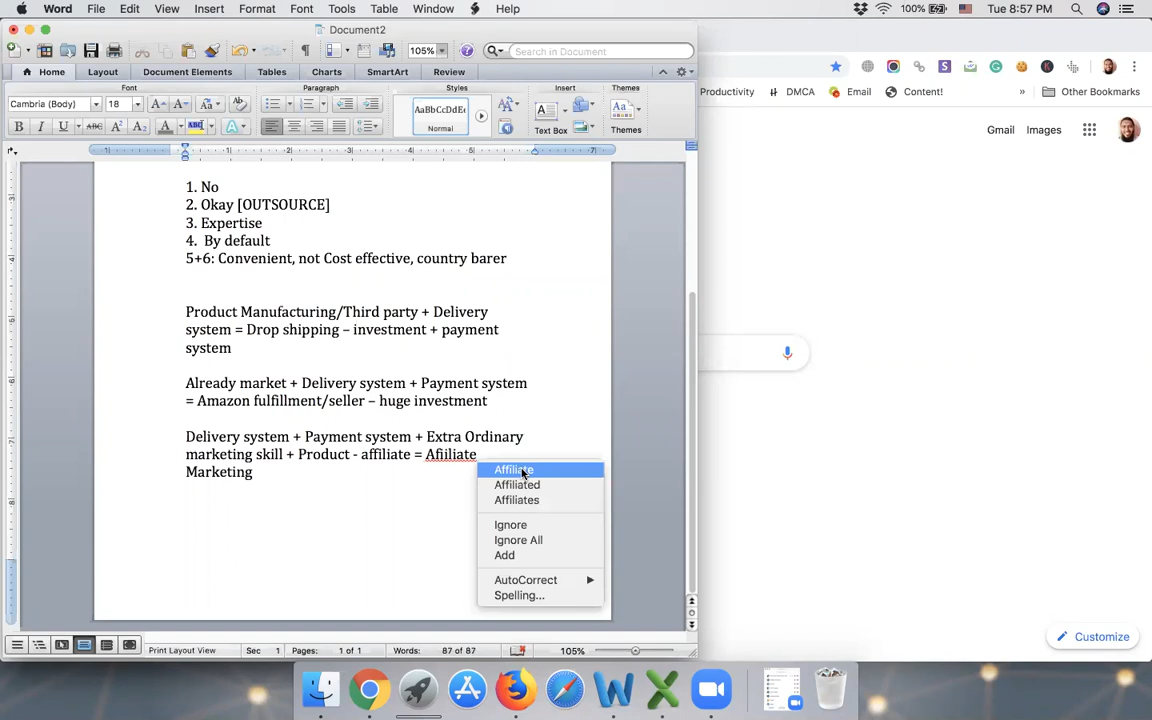 Word File Edit View Insert Format Font Tools Table Window Help
100% Tue 8:57 PM
Document2
105% Search in Document
Home Layout Document Elements Tables Charts SmartArt Review
Productivity DMCA Email Content! » Other Bookmarks
Font Paragraph Styles Insert Themes
Cambria (Body) 18 AaBbCcDdEe Normal Text Box Themes
Gmail Images
1. No
2. Okay [OUTSOURCE]
3. Expertise
4. By default
5+6: Convenient, not Cost effective, country barer
Product Manufacturing/Third party + Delivery
system = Drop shipping – investment + payment
system
Already market + Delivery system + Payment system
= Amazon fulfillment/seller – huge investment
Delivery system + Payment system + Extra Ordinary
marketing skill + Product - affiliate = Afiiliate
Marketing
Affiliate
Affiliated
Affiliates
Ignore
Ignore All
Add
AutoCorrect
Spelling...
Customize
Print Layout View Sec 1 Pages: 1 of 1 Words: 87 of 87 105%